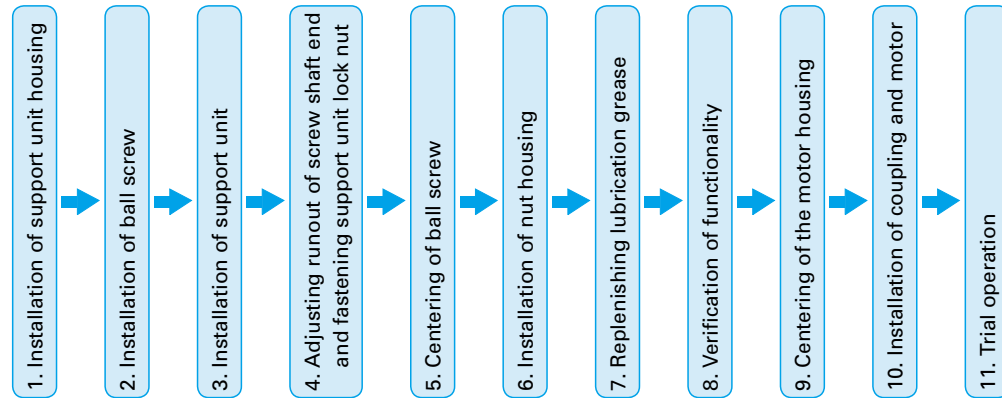 1. Installation of support unit housing
2. Installation of ball screw
3. Installation of support unit
4. Adjusting runout of screw shaft end
and fastening support unit lock nut
5. Centering of ball screw
6. Installation of nut housing
7. Replenishing lubrication grease
8. Verification of functionality
9. Centering of the motor housing
10. Installation of coupling and motor
11. Trial operation